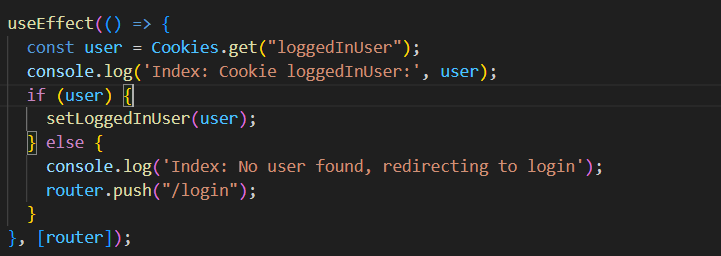 useEffect(() => {
  const user = Cookies.get("loggedInUser");
  console.log('Index: Cookie loggedInUser:', user);
  if (user) {
    setLoggedInUser(user);
  } else {
    console.log('Index: No user found, redirecting to login');
    router.push("/login");
  }
}, [router]);